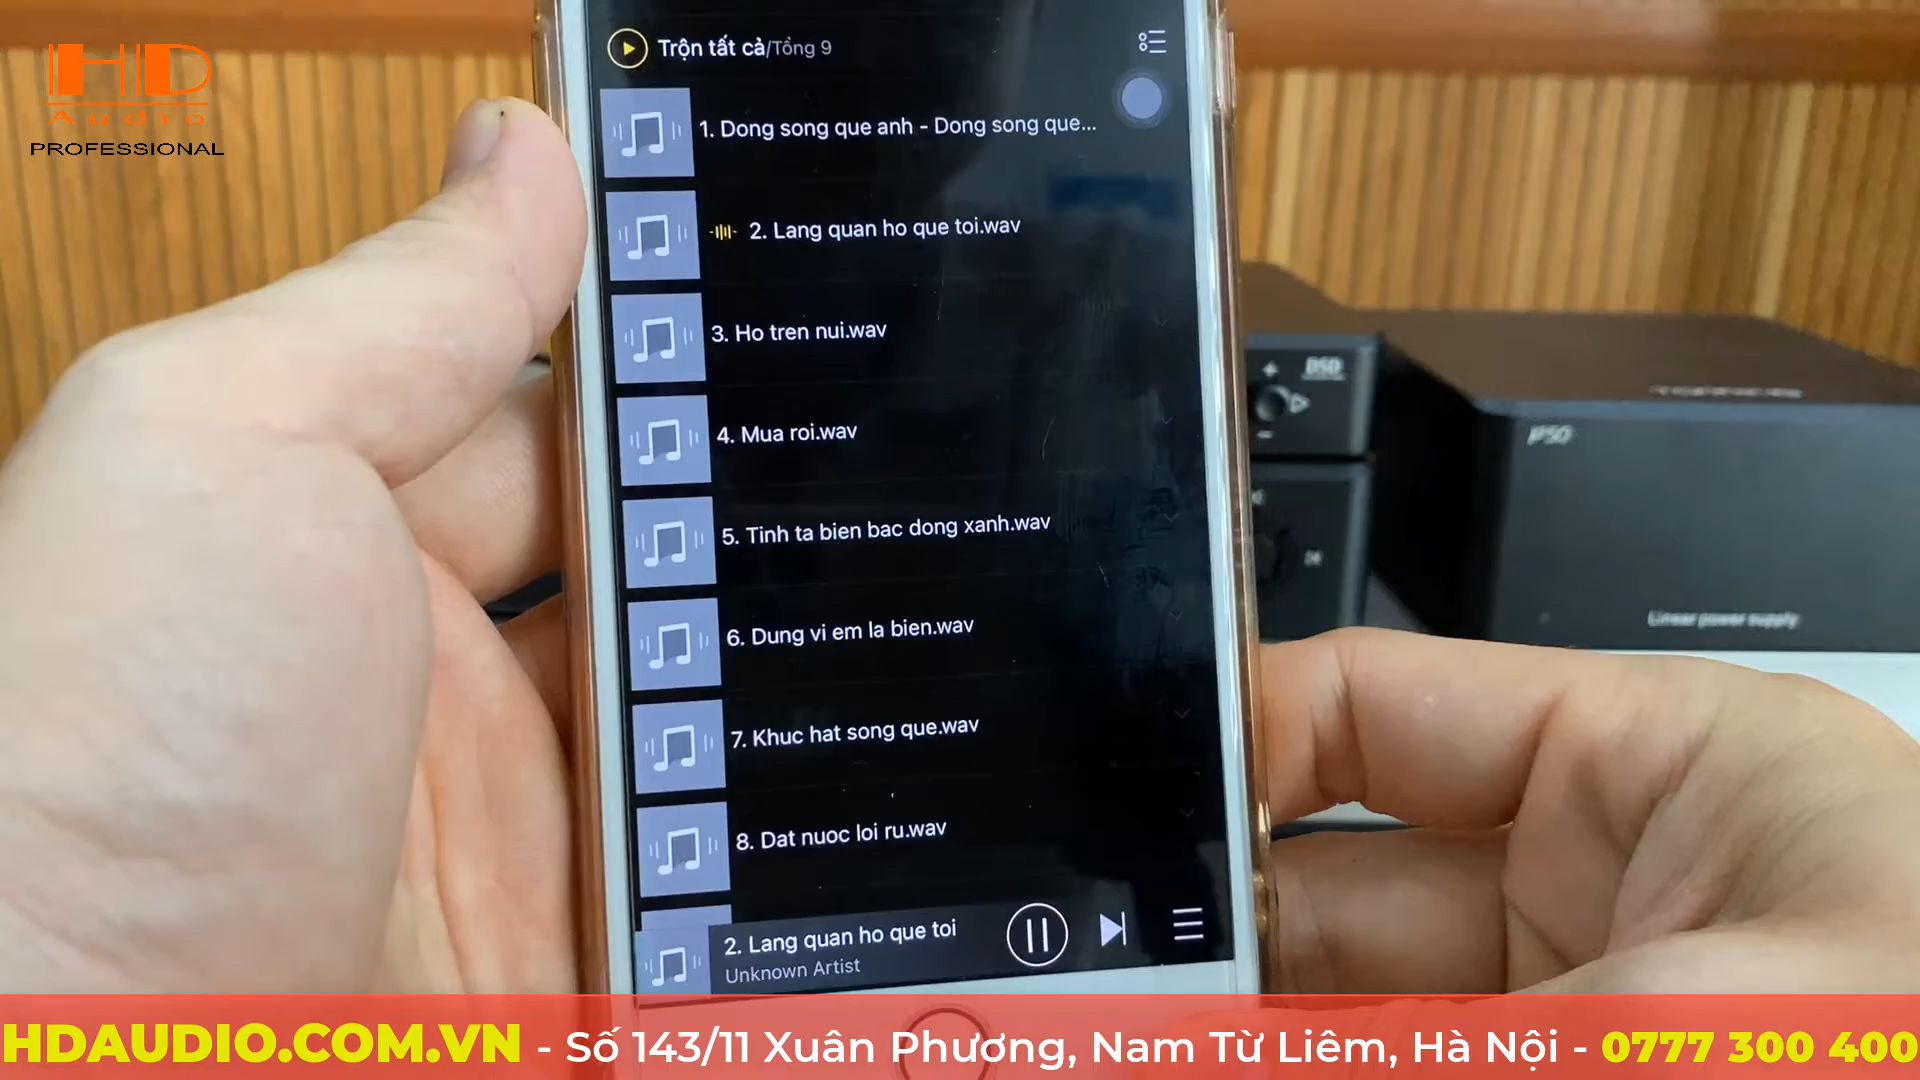 HD
Audio
PROFESSIONAL
Trộn tất cả/Tổng 9
1. Dong song que anh - Dong song que...
2. Lang quan ho que toi.wav
3. Ho tren nui.wav
4. Mua roi.wav
5. Tinh ta bien bac dong xanh.wav
6. Dung vi em la bien.wav
7. Khuc hat song que.wav
8. Dat nuoc loi ru.wav
2. Lang quan ho que toi
Unknown Artist
DSD
P50
Linear power supply
HDAUDIO.COM.VN - Số 143/11 Xuân Phương, Nam Từ Liêm, Hà Nội - 0777 300 400